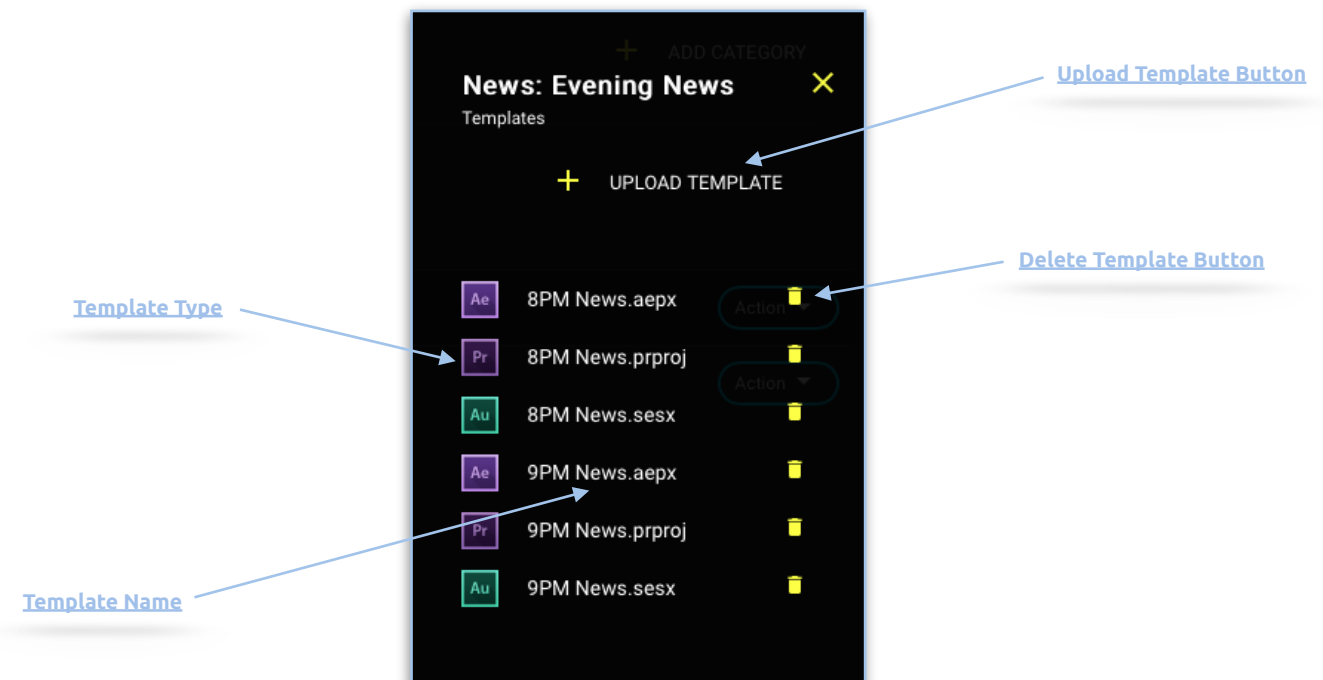 + ADD CATEGORY
News: Evening News
Templates
Upload Template Button
+ UPLOAD TEMPLATE
Delete Template Button
Template Type
Ae 8PM News.aepx
Action
Pr 8PM News.prproj
Action
Au 8PM News.sesx
Ae 9PM News.aepx
Pr 9PM News.prproj
Au 9PM News.sesx
Template Name